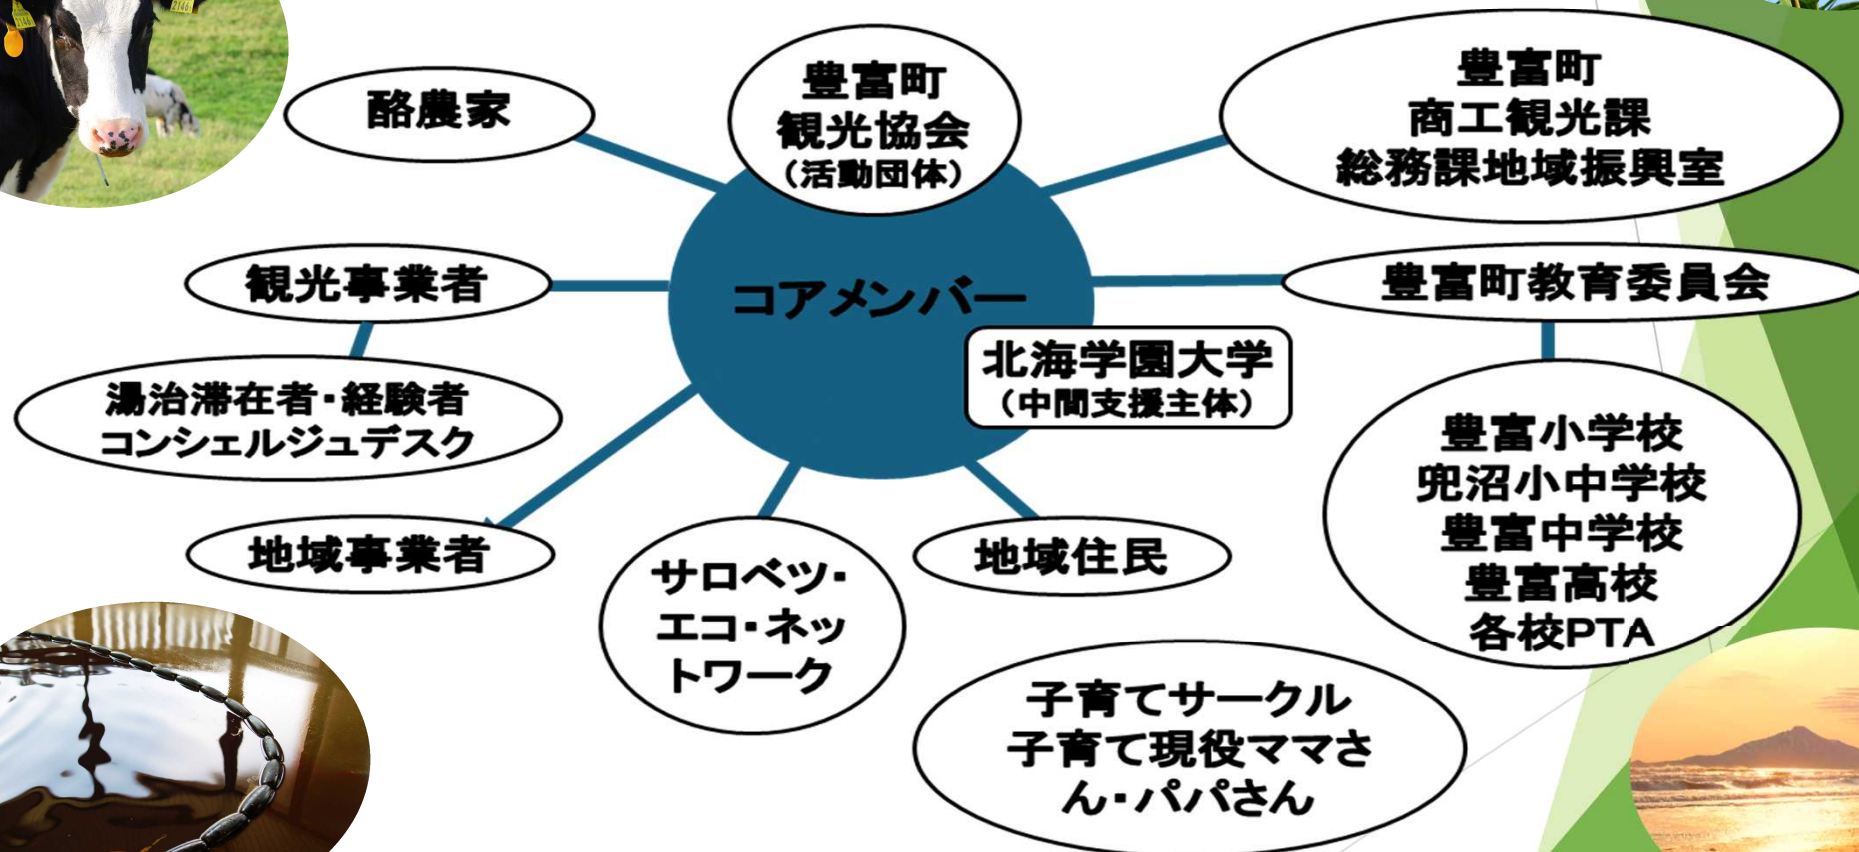 酪農家
豊富町
観光協会
（活動団体）
豊富町
商工観光課
総務課地域振興室
観光事業者
コアメンバー
豊富町教育委員会
湯治滞在者・経験者
コンシェルジュデスク
北海学園大学
（中間支援主体）
豊富小学校
兜沼小中学校
豊富中学校
豊富高校
各校PTA
地域事業者
サロベツ・
エコ・ネッ
トワーク
地域住民
子育てサークル
子育て現役ママさ
ん・パパさん